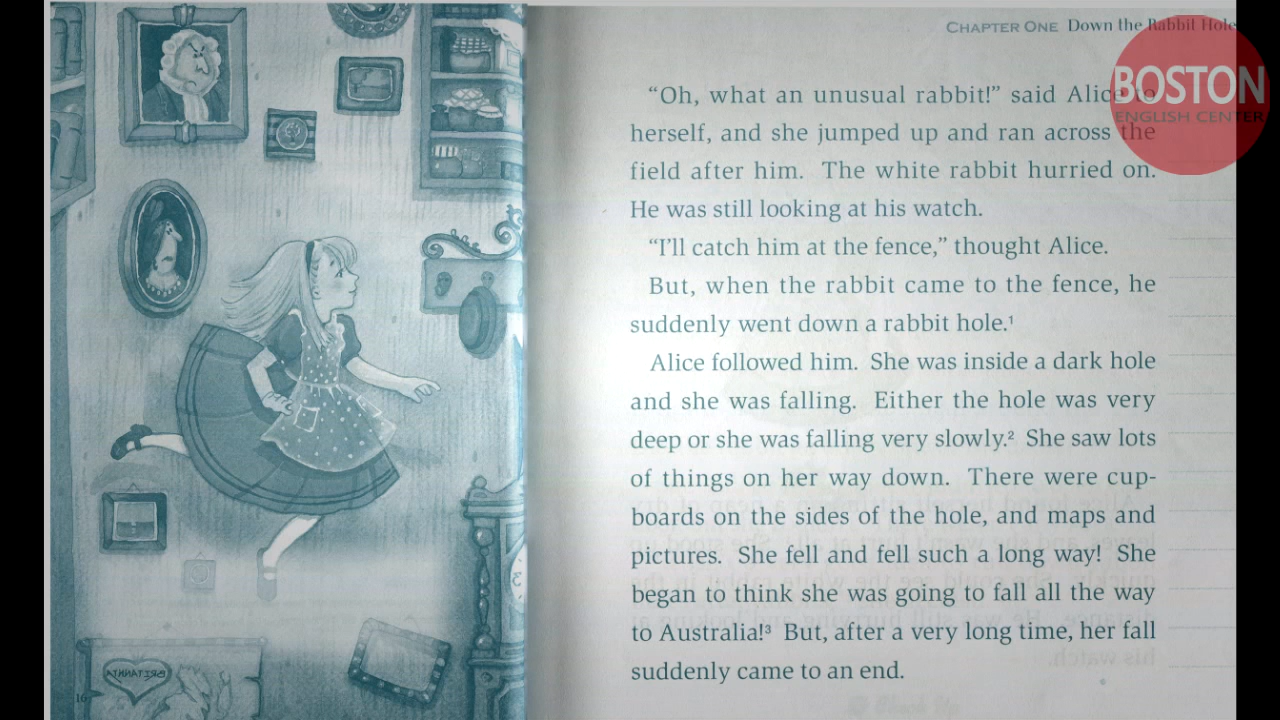 CHAPTER ONE Down the Rabbit Hole
BOSTON
ENGLISH CENTER
“Oh, what an unusual rabbit!” said Alice to
herself, and she jumped up and ran across the
field after him. The white rabbit hurried on.
He was still looking at his watch.
“I’ll catch him at the fence,” thought Alice.
But, when the rabbit came to the fence, he
suddenly went down a rabbit hole.¹
Alice followed him. She was inside a dark hole
and she was falling. Either the hole was very
deep or she was falling very slowly.² She saw lots
of things on her way down. There were cup-
boards on the sides of the hole, and maps and
pictures. She fell and fell such a long way! She
began to think she was going to fall all the way
to Australia!³ But, after a very long time, her fall
suddenly came to an end.
BRITANNIA
16